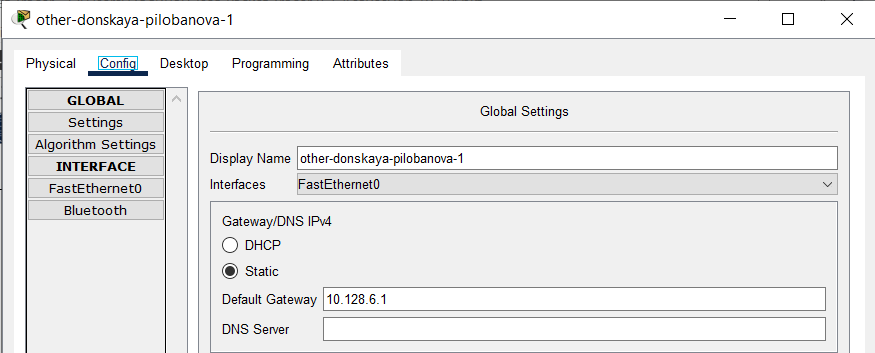 other-donskaya-pilobanova-1
Physical Config Desktop Programming Attributes
GLOBAL
Settings
Algorithm Settings
INTERFACE
FastEthernet0
Bluetooth
Global Settings
Display Name other-donskaya-pilobanova-1
Interfaces FastEthernet0
Gateway/DNS IPv4
DHCP
Static
Default Gateway 10.128.6.1
DNS Server